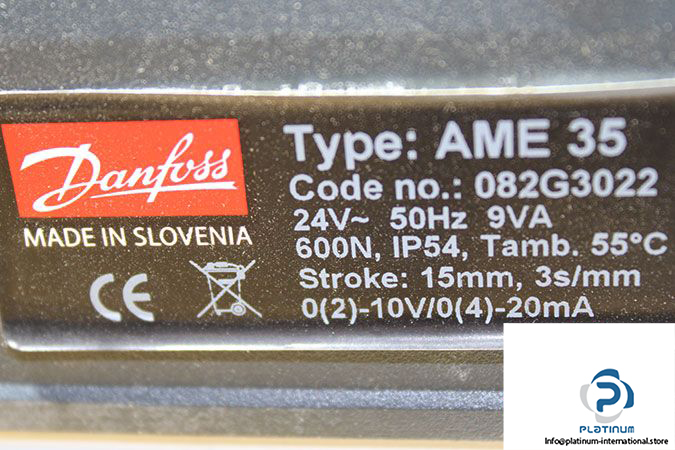 Danfoss
MADE IN SLOVENIA
CE
Type: AME 35
Code no.: 082G3022
24V~ 50Hz 9VA
600N, IP54, Tamb. 55°C
Stroke: 15mm, 3s/mm
0(2)-10V/0(4)-20mA
PLATINUM
Info@platinum-international.store